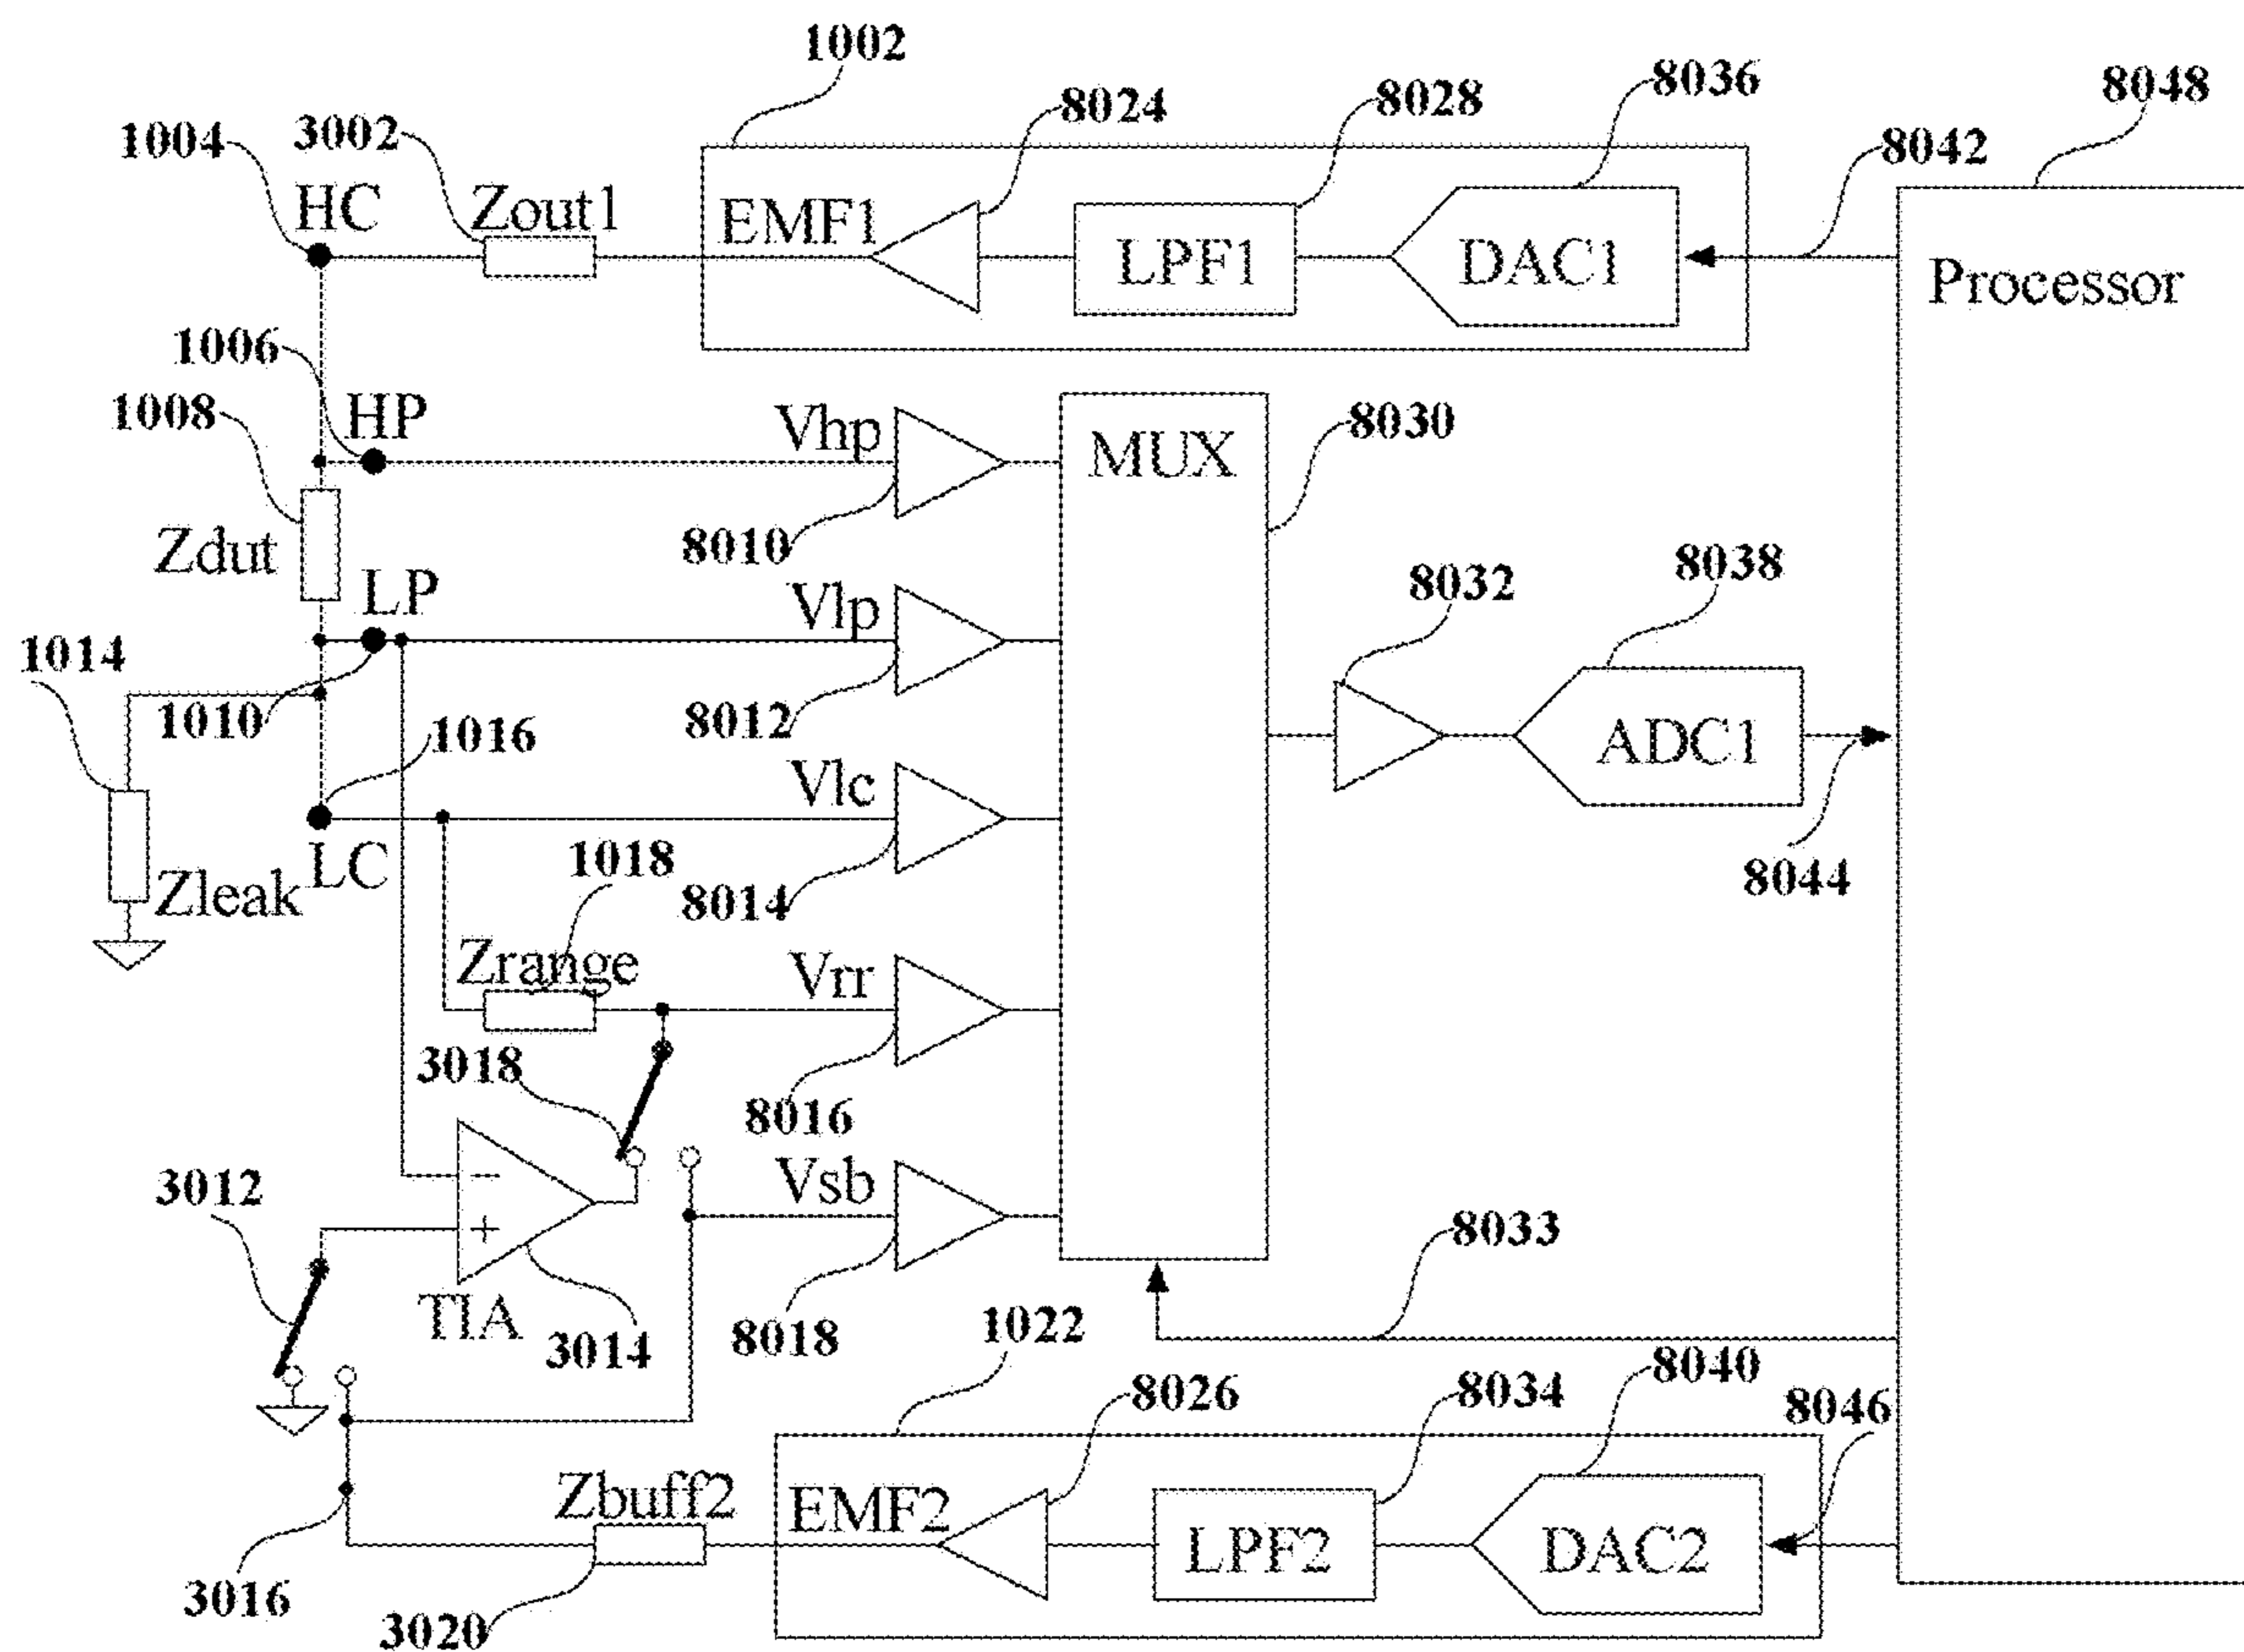 1002
8036
8048
8024
8028
1004
3002
8042
HC
Zout1
EMF1
LPF1
DAC1
Processor
1006
1008
HP
Vhp
MUX
8030
Zdut
8010
LP
Vlp
8032
8038
1014
1010
1016
8012
ADC1
Vlc
LC
1018
8014
8044
Zleak
Zrange
Vrr
3018
8016
3012
−
Vsb
+
8033
TIA
3014
8018
1022
8040
8026
8034
8046
Zbuff2
EMF2
LPF2
DAC2
3016
3020